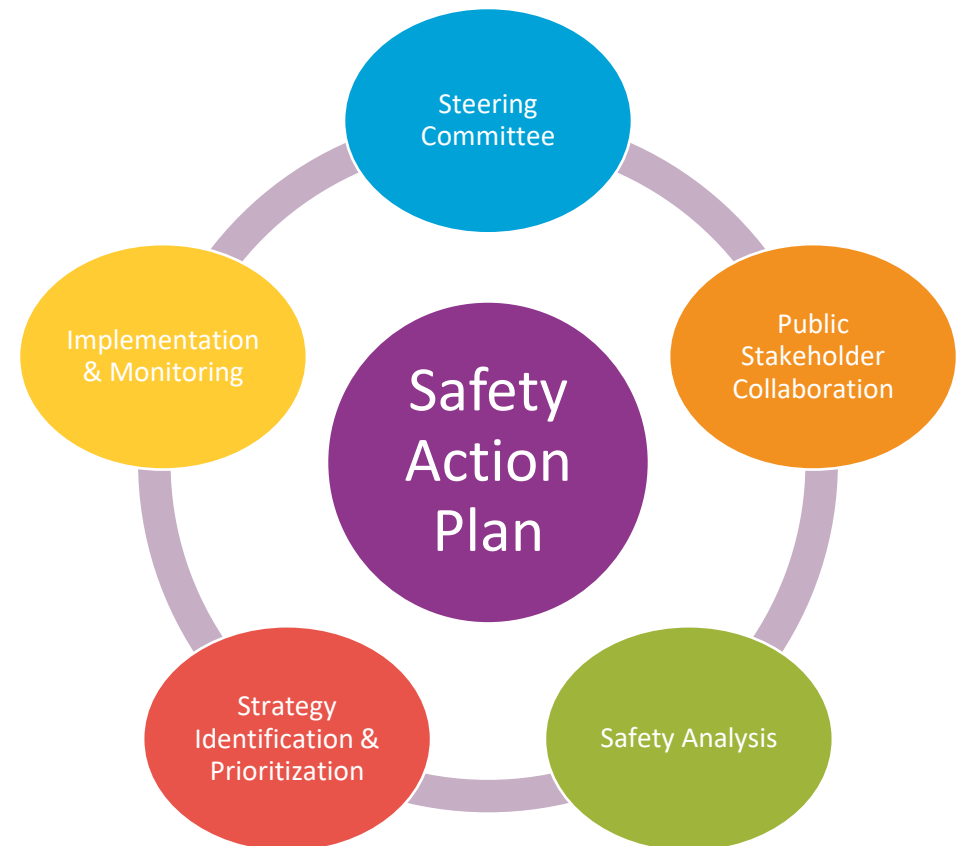 Steering
Committee
Public
Stakeholder
Collaboration
Safety Analysis
Strategy
Identification &
Prioritization
Implementation
& Monitoring
Safety
Action
Plan